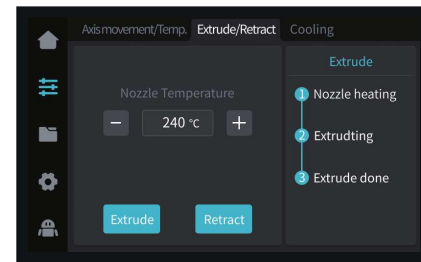 Axis movement/Temp. Extrude/Retract Cooling
Nozzle Temperature
− 240 °C +
Extrude Retract
Extrude
1 Nozzle heating
2 Extrudting
3 Extrude done